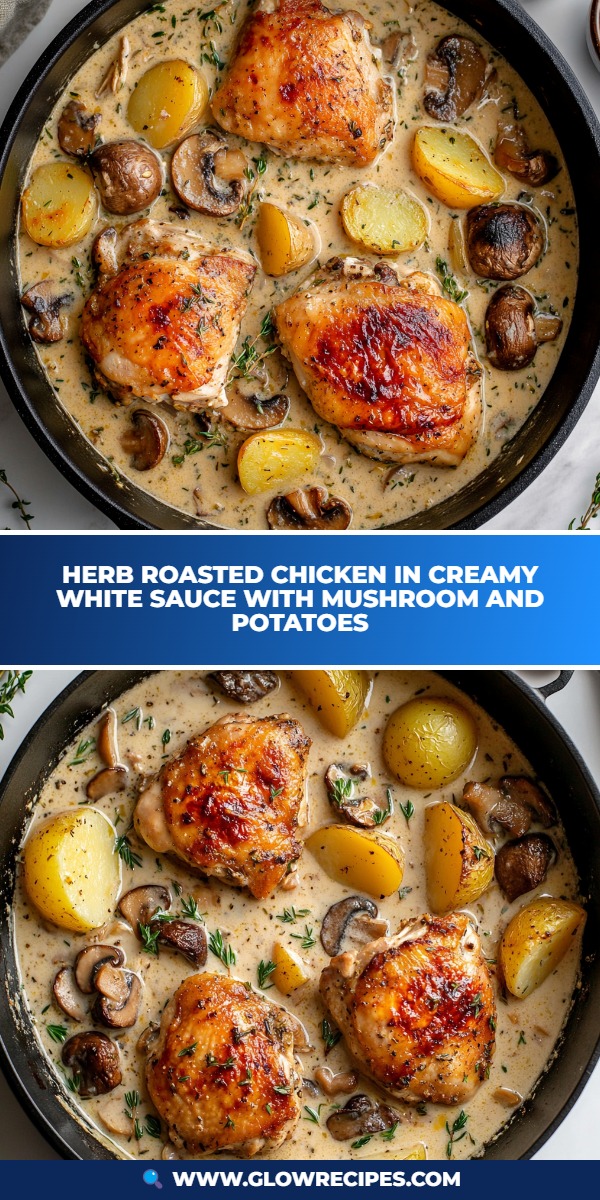 HERB ROASTED CHICKEN IN CREAMY
WHITE SAUCE WITH MUSHROOM AND
POTATOES
WWW.GLOWRECIPES.COM